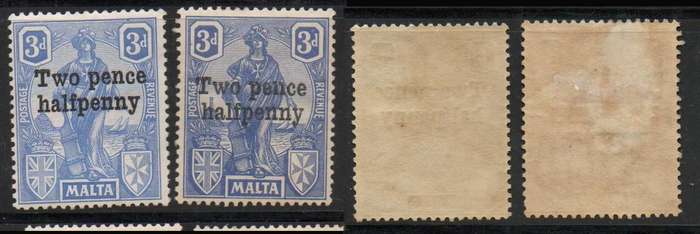 3d 3d
POSTAGE REVENUE
Two pence
halfpenny
MALTA
3d 3d
POSTAGE REVENUE
Two pence
halfpenny
MALTA